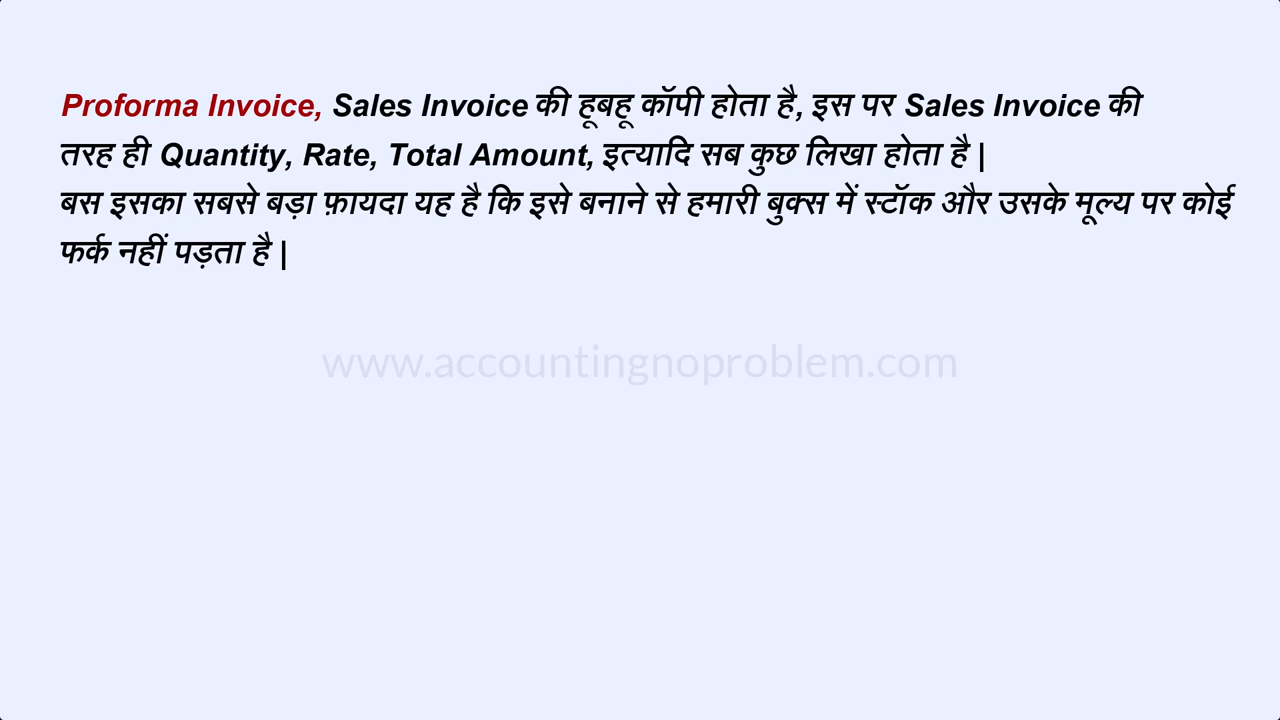 Proforma Invoice, Sales Invoice की हूबहू कॉपी होता है, इस पर Sales Invoice की
तरह ही Quantity, Rate, Total Amount, इत्यादि सब कुछ लिखा होता है |
बस इसका सबसे बड़ा फ़ायदा यह है कि इसे बनाने से हमारी बुक्स में स्टॉक और उसके मूल्य पर कोई
फर्क नहीं पड़ता है |
www.accountingnoproblem.com